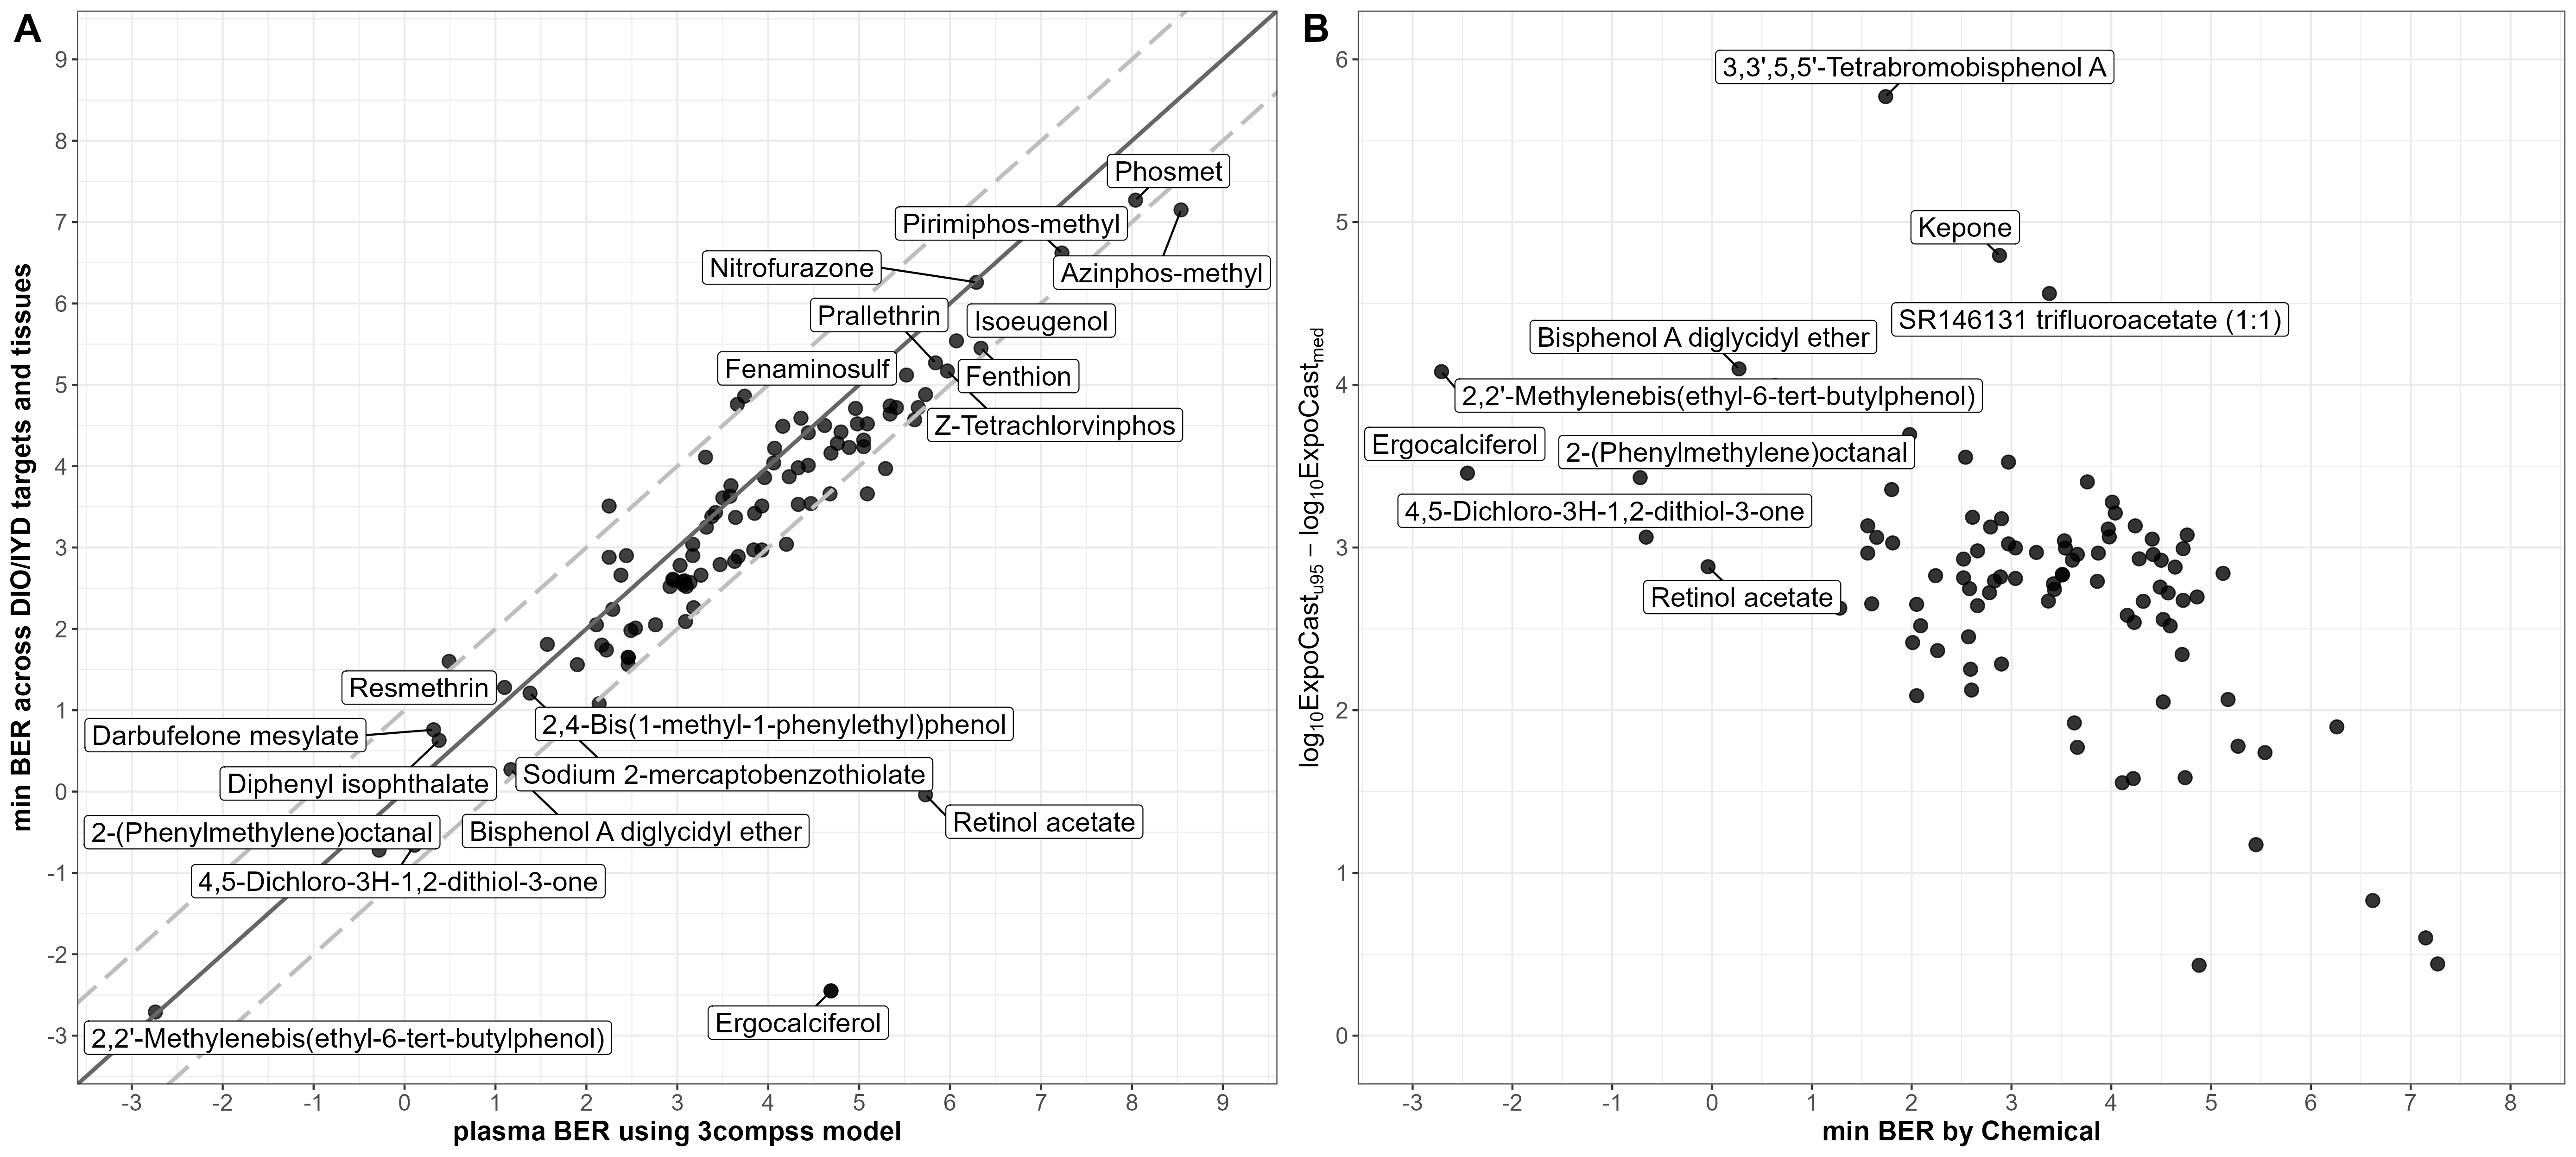 A
min BER across DIO/IYD targets and tissues
9
8
7
6
5
4
3
2
1
0
-1
-2
-3
Phosmet
Pirimiphos-methyl
Azinphos-methyl
Nitrofurazone
Prallethrin
Isoeugenol
Fenaminosulf
Fenthion
Z-Tetrachlorvinphos
Resmethrin
Darbufelone mesylate
2,4-Bis(1-methyl-1-phenylethyl)phenol
Diphenyl isophthalate
Sodium 2-mercaptobenzothiolate
2-(Phenylmethylene)octanal
Bisphenol A diglycidyl ether
Retinol acetate
4,5-Dichloro-3H-1,2-dithiol-3-one
Ergocalciferol
2,2'-Methylenebis(ethyl-6-tert-butylphenol)
-3 -2 -1 0 1 2 3 4 5 6 7 8 9
plasma BER using 3compss model
B
log10ExpoCastu95 − log10ExpoCastmed
6
5
4
3
2
1
0
3,3',5,5'-Tetrabromobisphenol A
Kepone
SR146131 trifluoroacetate (1:1)
Bisphenol A diglycidyl ether
2,2'-Methylenebis(ethyl-6-tert-butylphenol)
Ergocalciferol
2-(Phenylmethylene)octanal
4,5-Dichloro-3H-1,2-dithiol-3-one
Retinol acetate
-3 -2 -1 0 1 2 3 4 5 6 7 8
min BER by Chemical